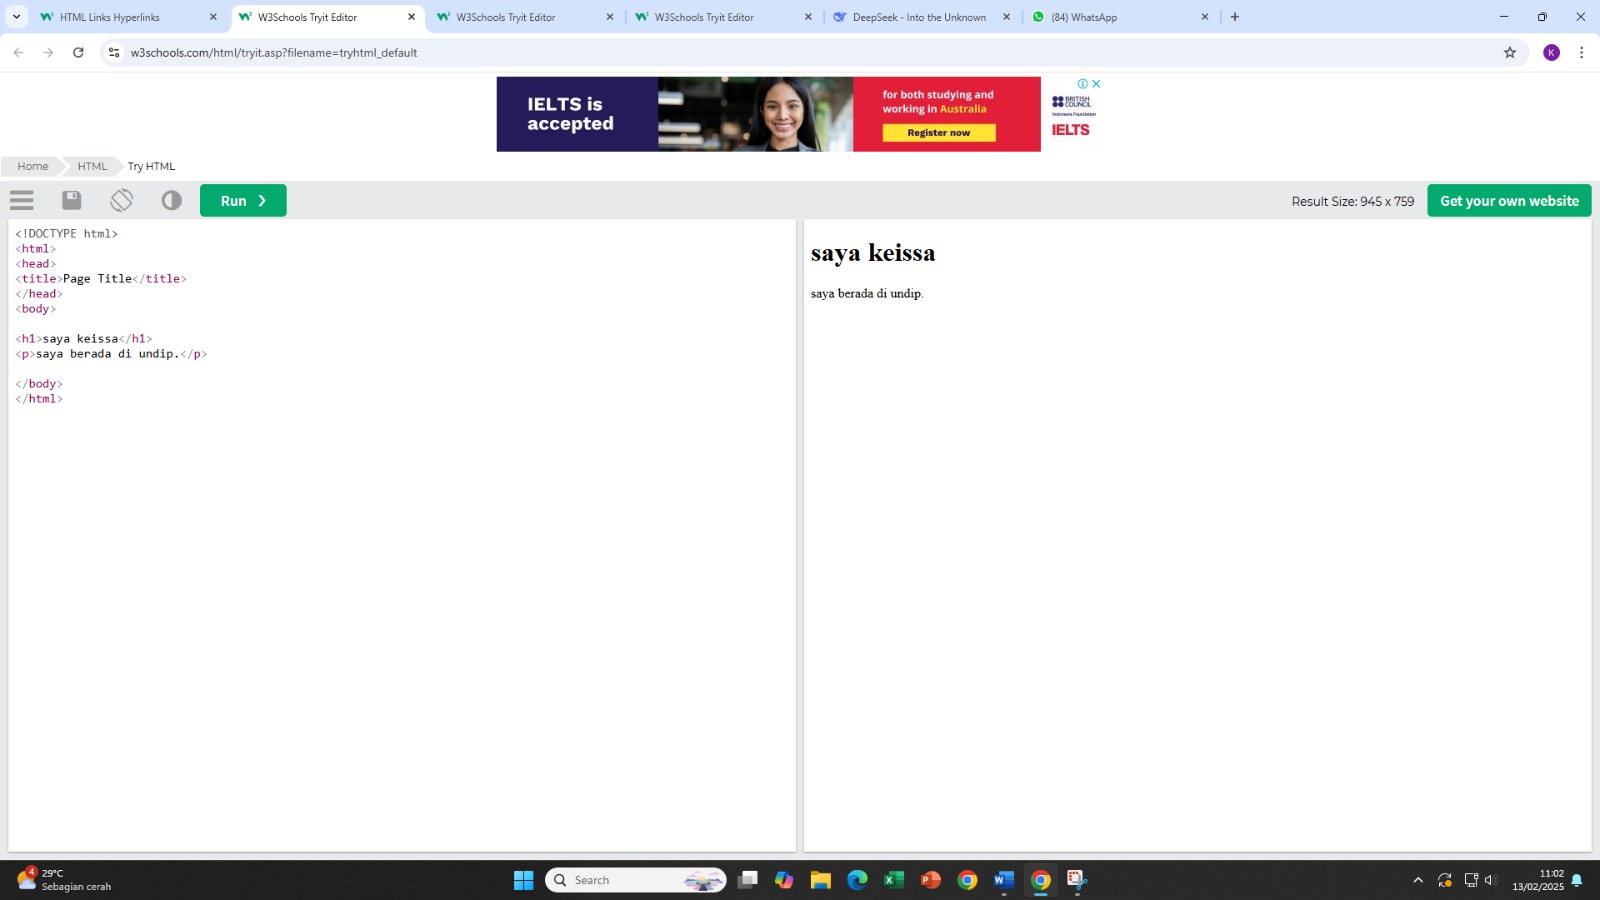 HTML Links Hyperlinks
W3Schools Tryit Editor
W3Schools Tryit Editor
W3Schools Tryit Editor
DeepSeek - Into the Unknown
(84) WhatsApp
w3schools.com/html/tryit.asp?filename=tryhtml_default
K
IELTS is
accepted
for both studying and
working in Australia
Register now
BRITISH
COUNCIL
Indonesia Foundation
IELTS
Home
HTML
Try HTML
Run ❯
Result Size: 945 x 759
Get your own website
<!DOCTYPE html>
<html>
<head>
<title>Page Title</title>
</head>
<body>
<h1>saya keissa</h1>
<p>saya berada di undip.</p>
</body>
</html>
saya keissa
saya berada di undip.
4
29°C
Sebagian cerah
Search
11:02
13/02/2025